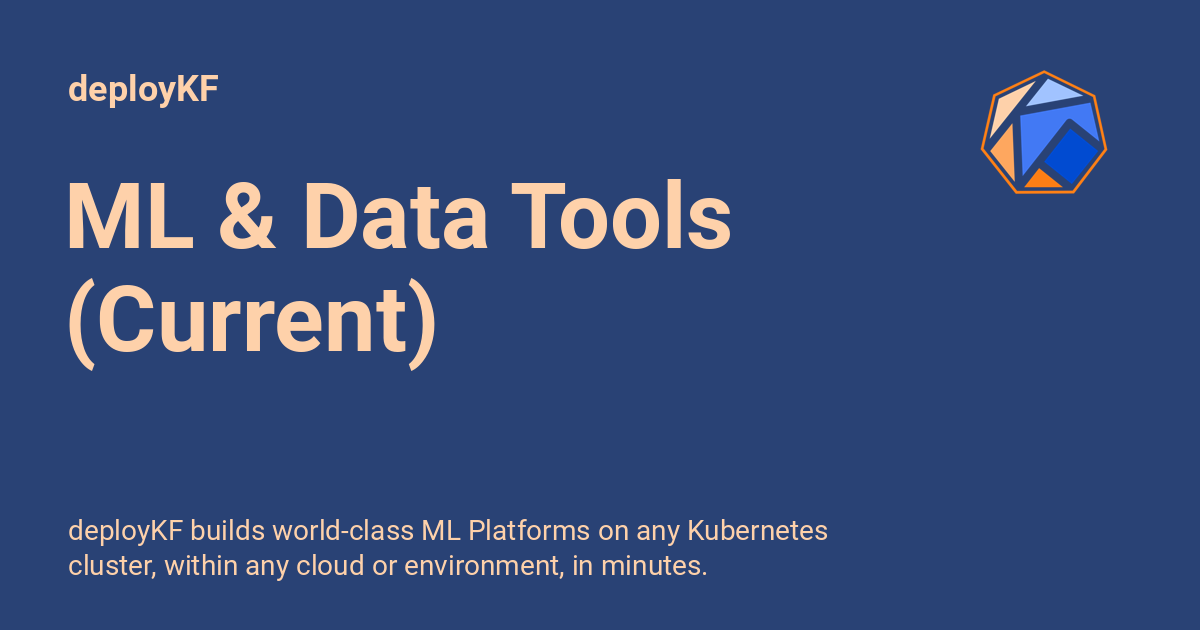 deployKF
ML & Data Tools
(Current)
deployKF builds world-class ML Platforms on any Kubernetes
cluster, within any cloud or environment, in minutes.